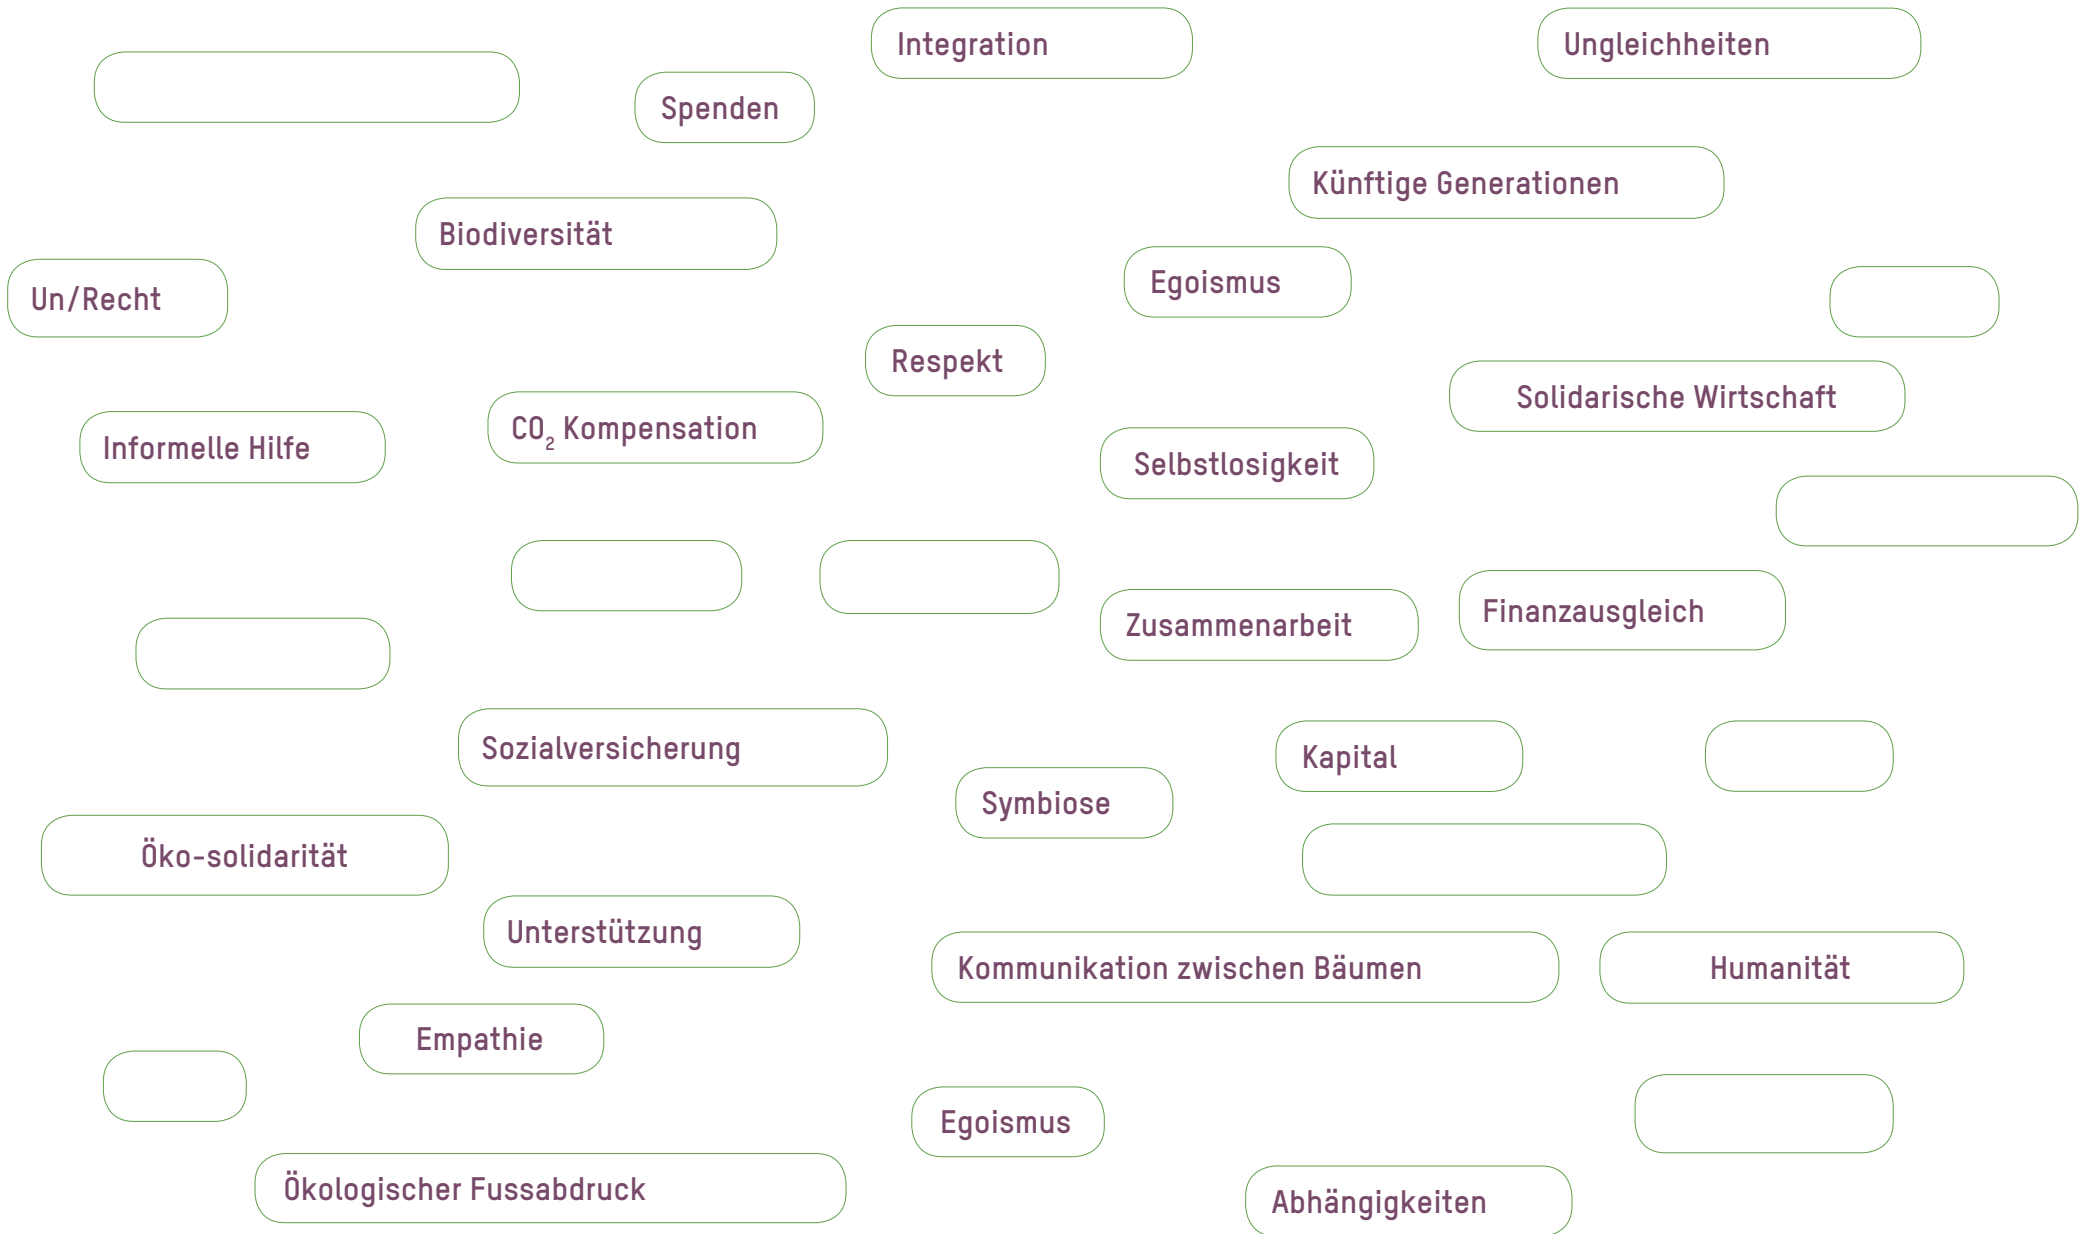 Integration
Ungleichheiten
Spenden
Künftige Generationen
Biodiversität
Egoismus
Un/Recht
Respekt
Solidarische Wirtschaft
CO₂ Kompensation
Informelle Hilfe
Selbstlosigkeit
Finanzausgleich
Zusammenarbeit
Sozialversicherung
Kapital
Symbiose
Öko-solidarität
Unterstützung
Kommunikation zwischen Bäumen
Humanität
Empathie
Egoismus
Ökologischer Fussabdruck
Abhängigkeiten